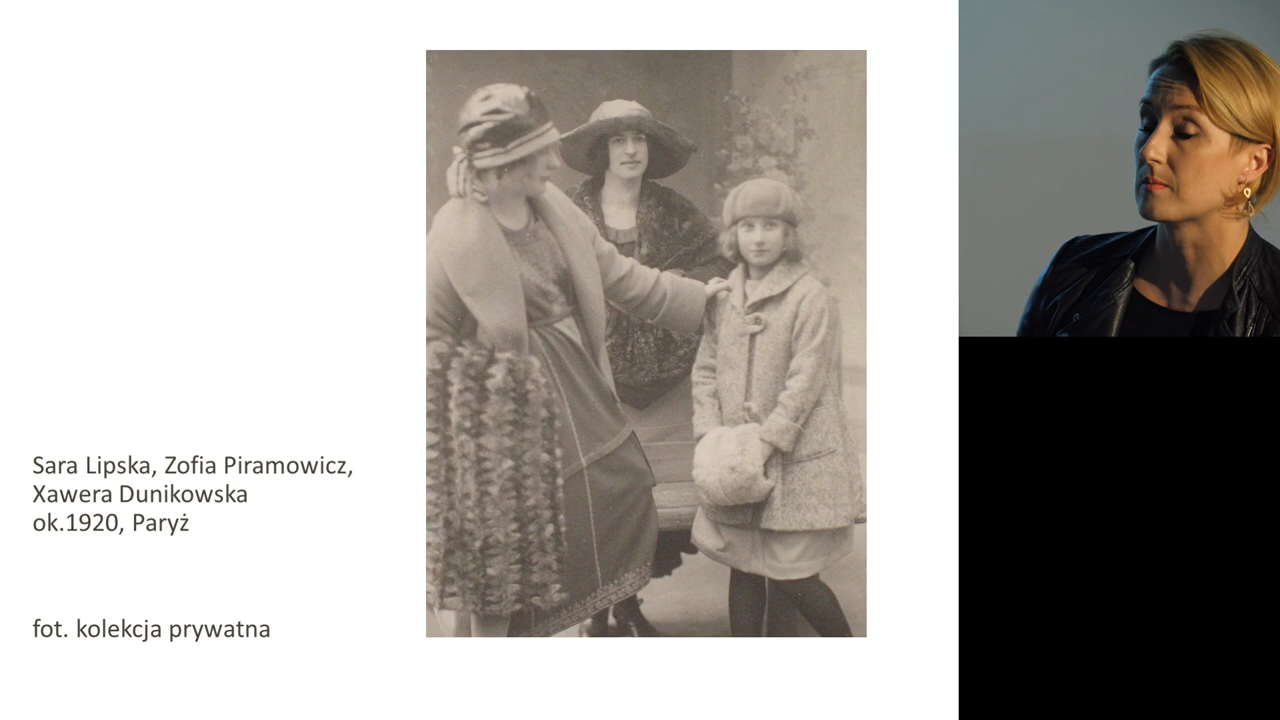 Sara Lipska, Zofia Piramowicz,
Xawera Dunikowska
ok.1920, Paryż
fot. kolekcja prywatna